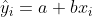 ŷᵢ = a + bxᵢ